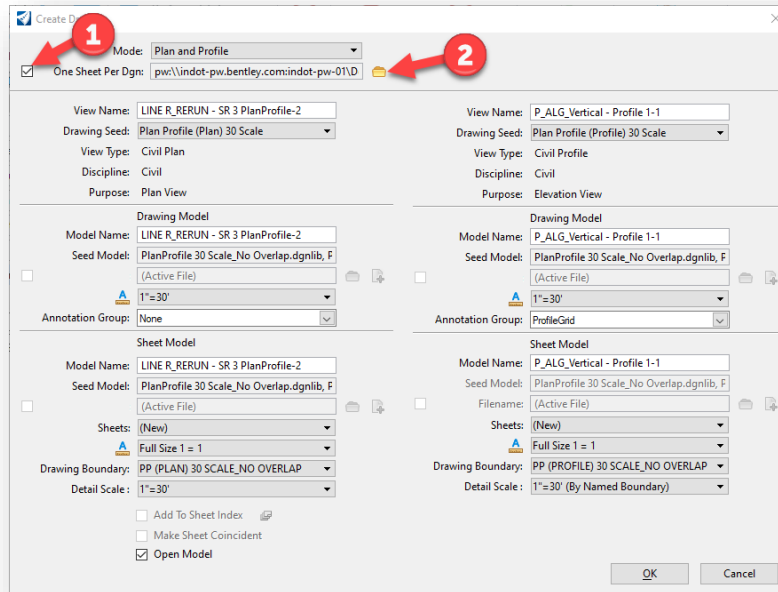 Create D
1
Mode: Plan and Profile
One Sheet Per Dgn: pw:\\indot-pw.bentley.com:indot-pw-01\D
2
View Name: LINE R_RERUN - SR 3 PlanProfile-2
Drawing Seed: Plan Profile (Plan) 30 Scale
View Type: Civil Plan
Discipline: Civil
Purpose: Plan View
Drawing Model
Model Name: LINE R_RERUN - SR 3 PlanProfile-2
Seed Model: PlanProfile 30 Scale_No Overlap.dgnlib, P
(Active File)
A 1"=30'
Annotation Group: None
Sheet Model
Model Name: LINE R_RERUN - SR 3 PlanProfile-2
Seed Model: PlanProfile 30 Scale_No Overlap.dgnlib, P
(Active File)
Sheets: (New)
A Full Size 1 = 1
Drawing Boundary: PP (PLAN) 30 SCALE_NO OVERLAP
Detail Scale : 1"=30'
Add To Sheet Index
Make Sheet Coincident
Open Model
View Name: P_ALG_Vertical - Profile 1-1
Drawing Seed: Plan Profile (Profile) 30 Scale
View Type: Civil Profile
Discipline: Civil
Purpose: Elevation View
Drawing Model
Model Name: P_ALG_Vertical - Profile 1-1
Seed Model: PlanProfile 30 Scale_No Overlap.dgnlib, P
(Active File)
A 1"=30'
Annotation Group: ProfileGrid
Sheet Model
Model Name: P_ALG_Vertical - Profile 1-1
Seed Model: PlanProfile 30 Scale_No Overlap.dgnlib, P
Filename: (Active File)
Sheets: (New)
A Full Size 1 = 1
Drawing Boundary: PP (PROFILE) 30 SCALE_NO OVERLAP
Detail Scale : 1"=30' (By Named Boundary)
OK
Cancel